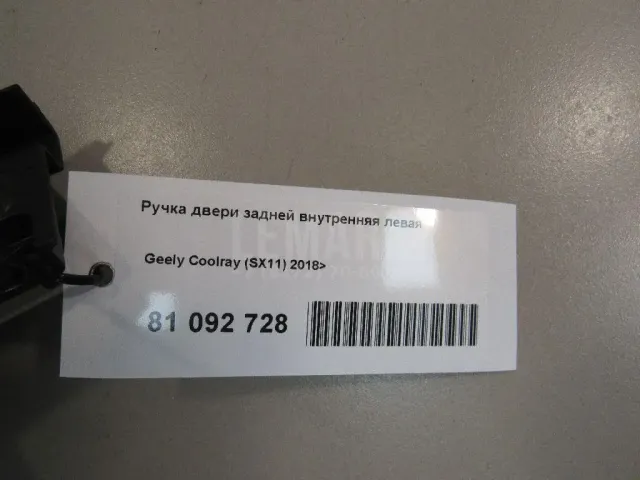 Ручка двери задней внутренняя левая
Geely Coolray (SX11) 2018>
81 092 728